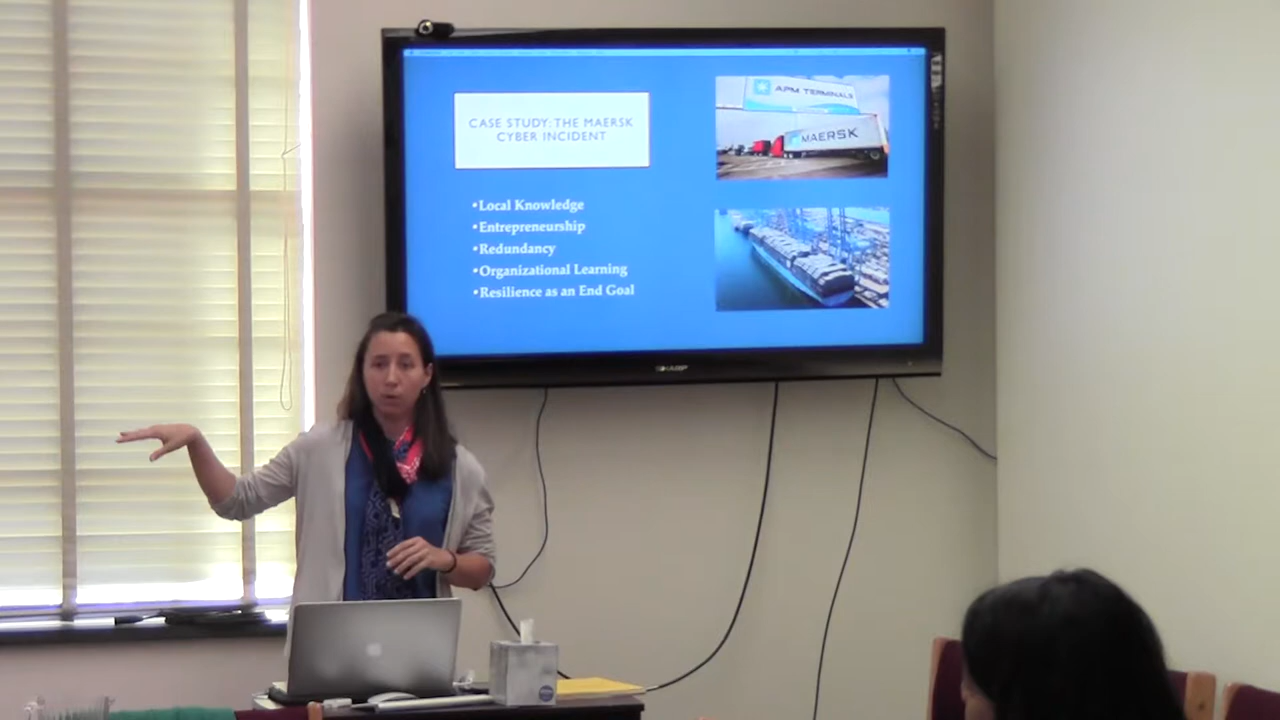 CASE STUDY: THE MAERSK
CYBER INCIDENT
•Local Knowledge
•Entrepreneurship
•Redundancy
•Organizational Learning
•Resilience as an End Goal
APM TERMINALS
MAERSK
SHARP